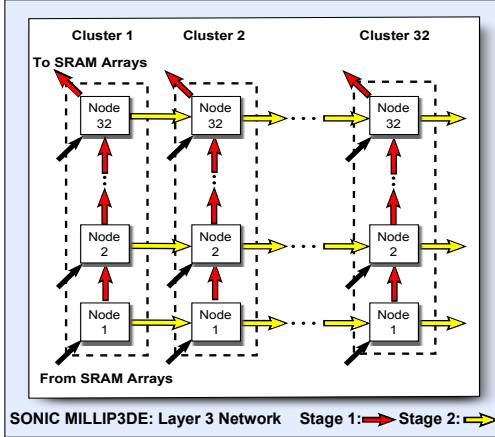 Cluster 1 Cluster 2 Cluster 32
To SRAM Arrays
Node 32 Node 32 Node 32
Node 2 Node 2 Node 2
Node 1 Node 1 Node 1
From SRAM Arrays
SONIC MILLIP3DE: Layer 3 Network Stage 1: Stage 2: